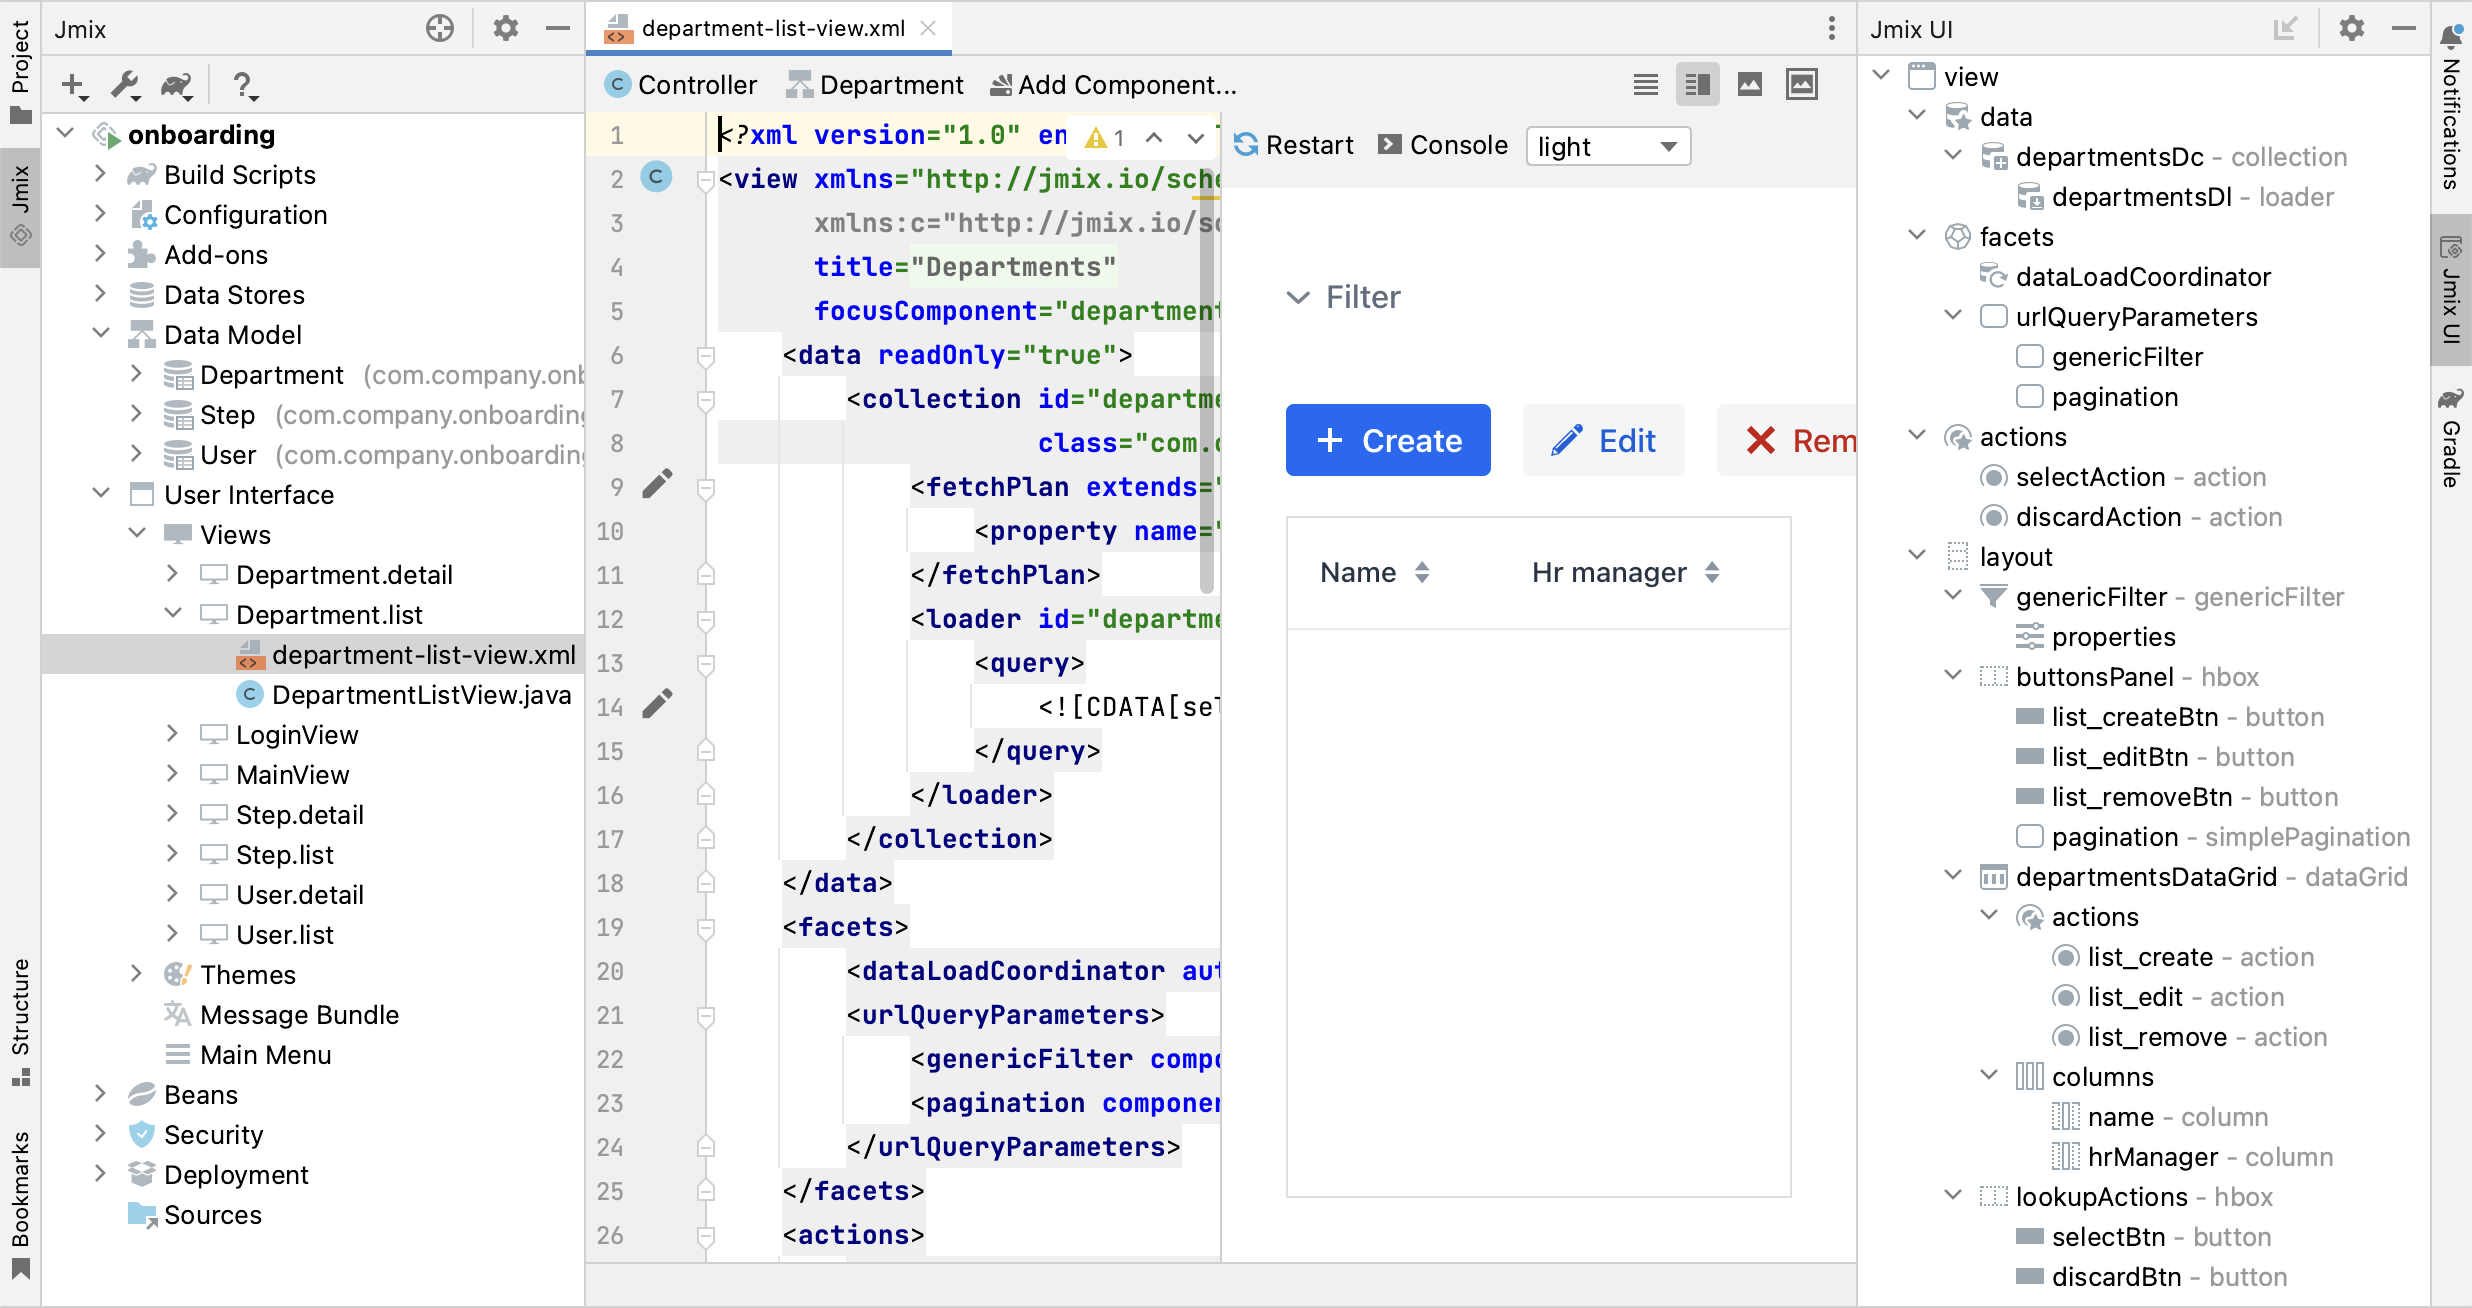 Project
Jmix
Structure
Bookmarks
Jmix
onboarding
Build Scripts
Configuration
Add-ons
Data Stores
Data Model
Department (com.company.onb
Step (com.company.onboarding
User (com.company.onboarding
User Interface
Views
Department.detail
Department.list
department-list-view.xml
DepartmentListView.java
LoginView
MainView
Step.detail
Step.list
User.detail
User.list
Themes
Message Bundle
Main Menu
Beans
Security
Deployment
Sources
department-list-view.xml
Controller Department Add Component...
1 <?xml version="1.0" en 1
2 <view xmlns="http://jmix.io/sche
3 xmlns:c="http://jmix.io/sc
4 title="Departments"
5 focusComponent="department
6 <data readOnly="true">
7 <collection id="departme
8 class="com.c
9 <fetchPlan extends="
10 <property name="
11 </fetchPlan>
12 <loader id="departme
13 <query>
14 <![CDATA[sel
15 </query>
16 </loader>
17 </collection>
18 </data>
19 <facets>
20 <dataLoadCoordinator aut
21 <urlQueryParameters>
22 <genericFilter compo
23 <pagination componen
24 </urlQueryParameters>
25 </facets>
26 <actions>
Restart Console light
Filter
Create Edit Rem
Name Hr manager
Jmix UI
view
data
departmentsDc - collection
departmentsDl - loader
facets
dataLoadCoordinator
urlQueryParameters
genericFilter
pagination
actions
selectAction - action
discardAction - action
layout
genericFilter - genericFilter
properties
buttonsPanel - hbox
list_createBtn - button
list_editBtn - button
list_removeBtn - button
pagination - simplePagination
departmentsDataGrid - dataGrid
actions
list_create - action
list_edit - action
list_remove - action
columns
name - column
hrManager - column
lookupActions - hbox
selectBtn - button
discardBtn - button
Notifications
Jmix UI
Gradle